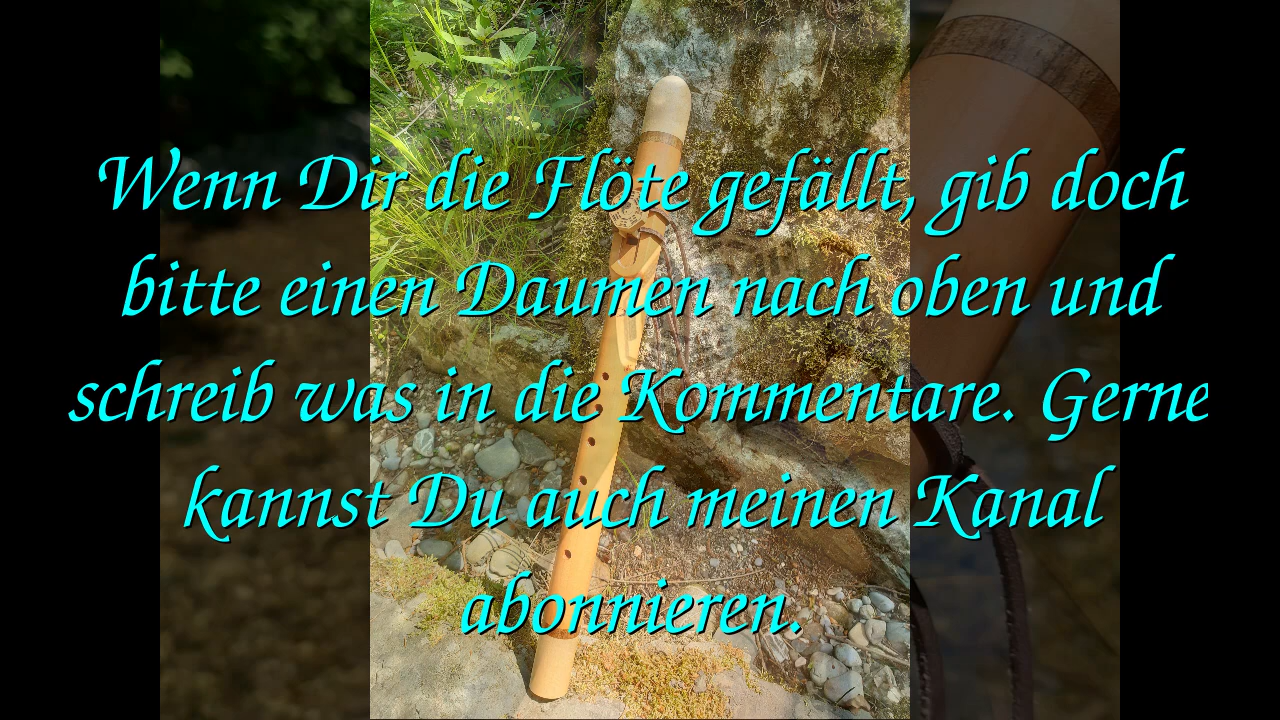 Wenn Dir die Flöte gefällt, gib doch
bitte einen Daumen nach oben und
schreib was in die Kommentare. Gerne
kannst Du auch meinen Kanal
abonnieren.